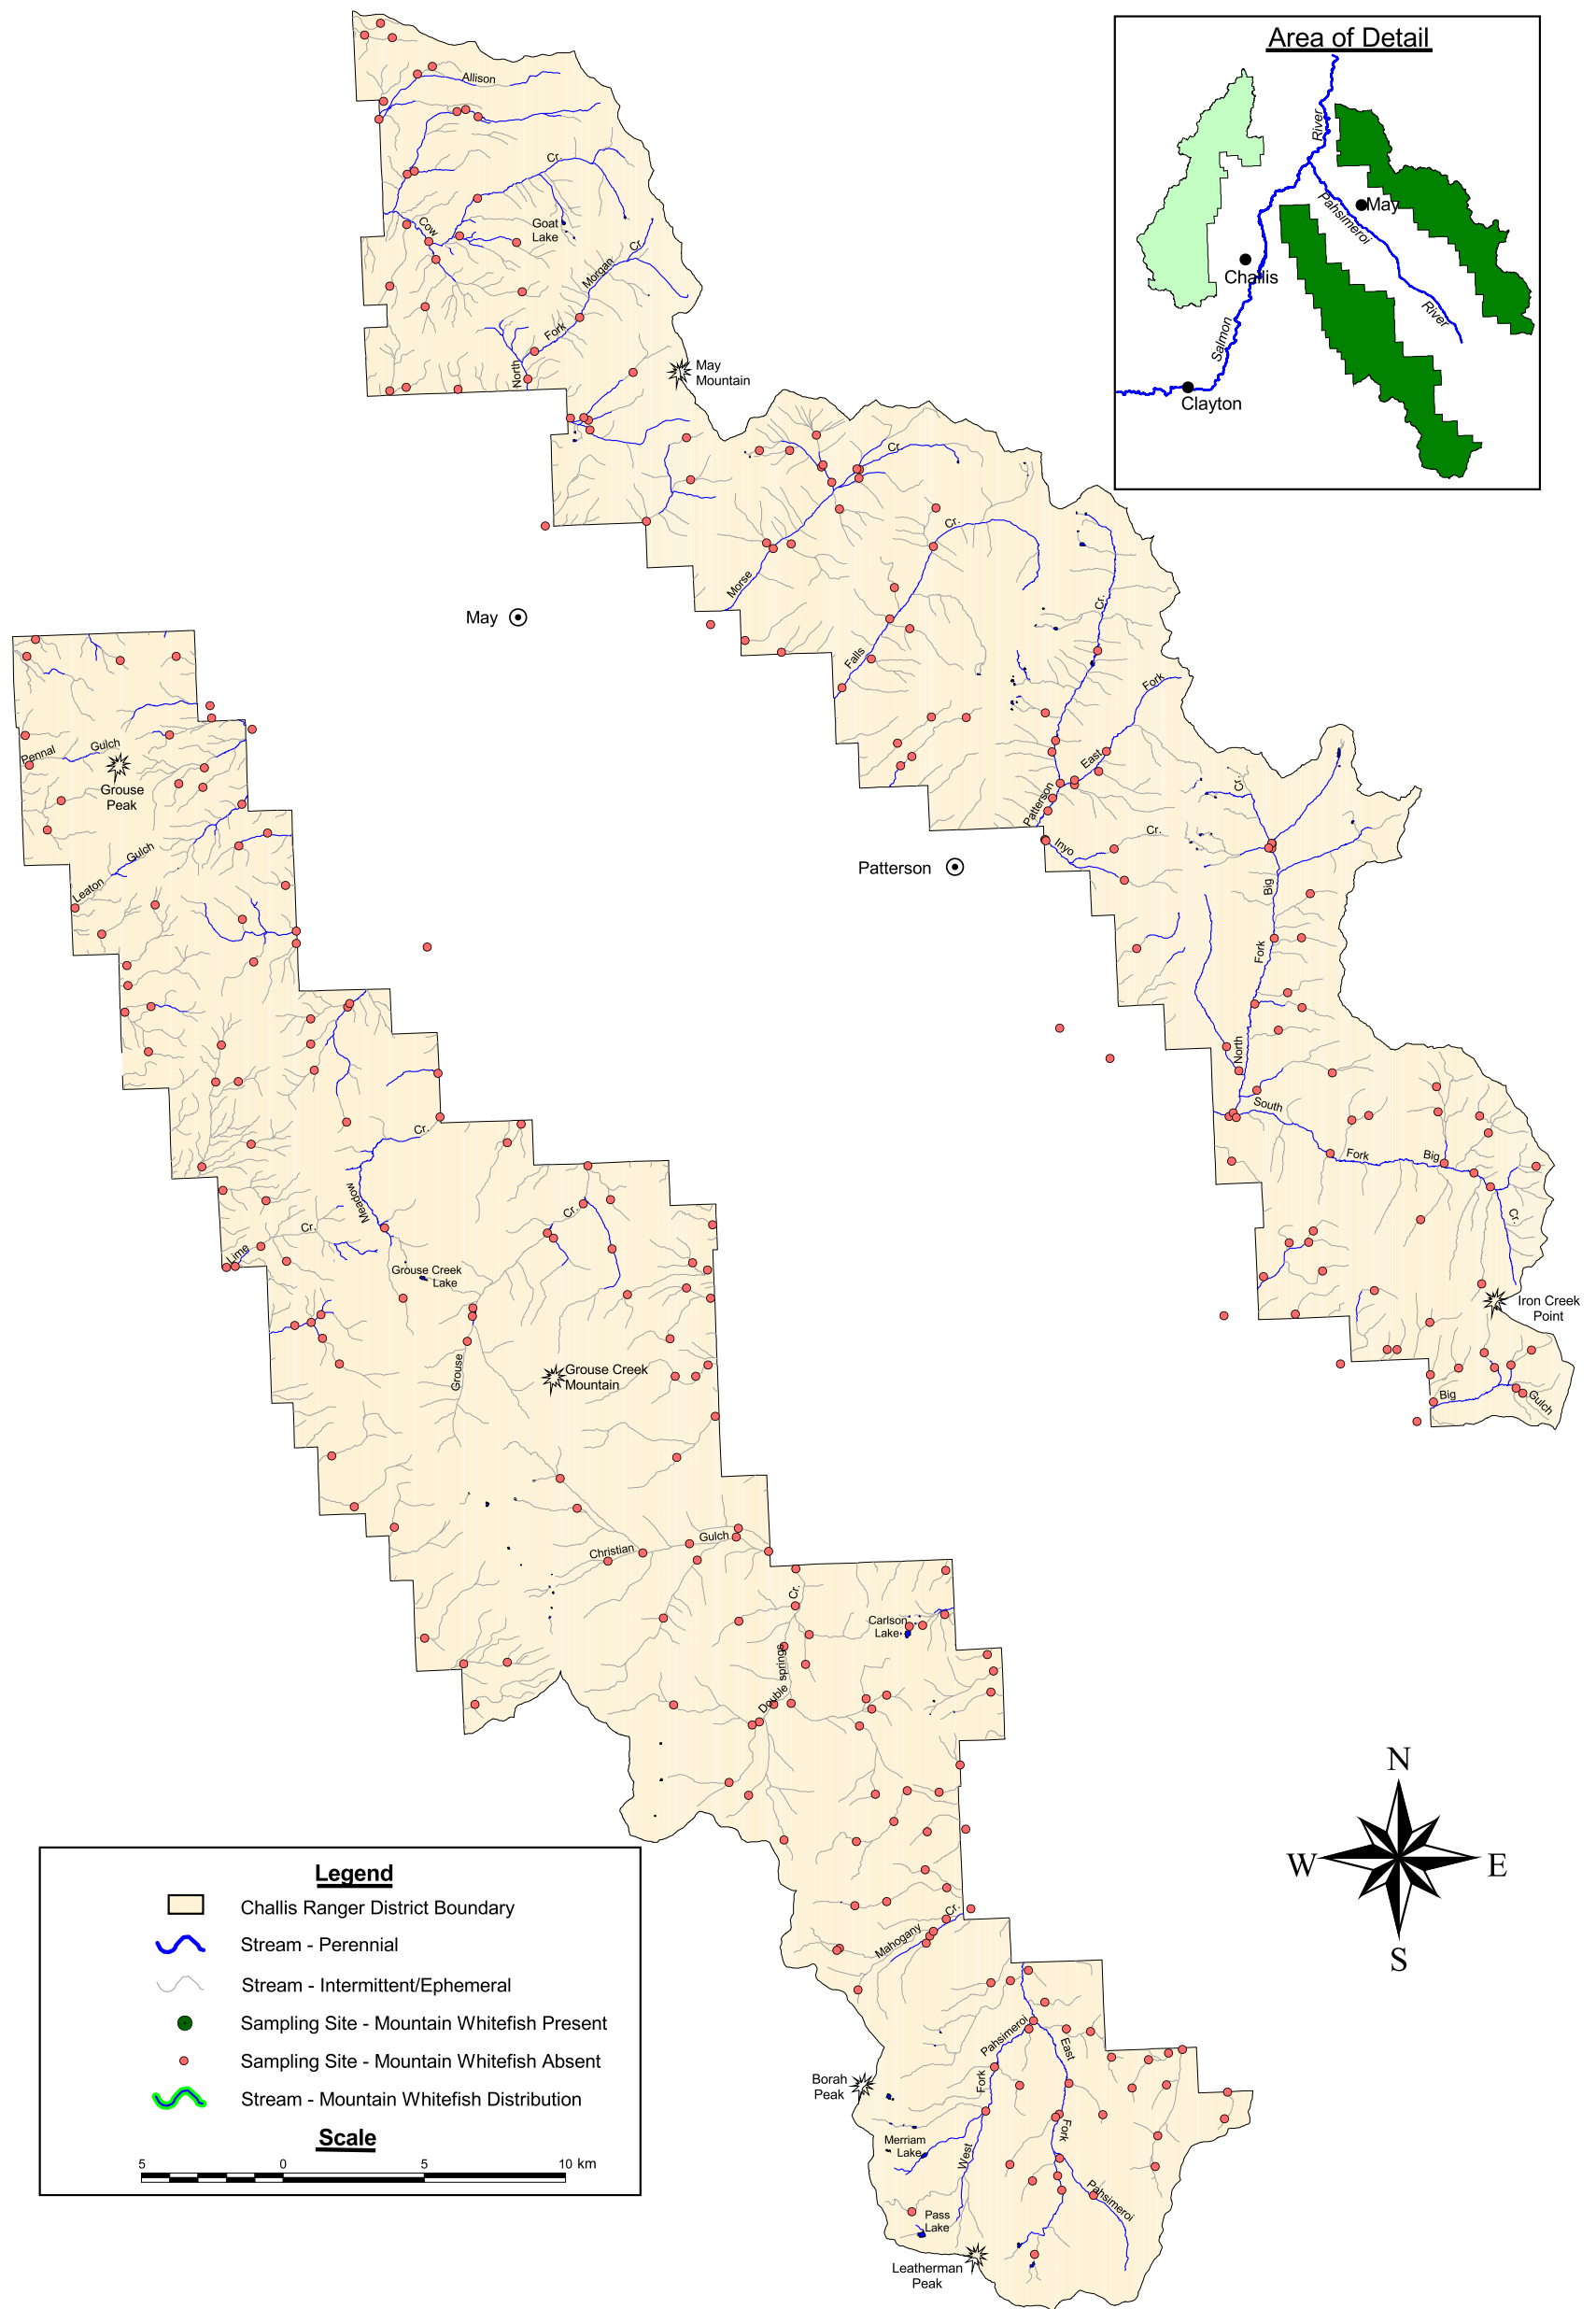 Area of Detail
River
Pahsimeroi
May
Challis
River
Salmon
Clayton
Allison
Cr.
Cow
Goat
Lake
Morgan
Cr.
Fork
North
May
Mountain
Cr.
Cr.
Morse
Cr.
May
Falls
Fork
East
Patterson
Cr.
Inyo
Cr.
Patterson
Big
Fork
North
South
Fork
Big
Cr.
Iron Creek
Point
Big
Gulch
Pennal
Gulch
Grouse
Peak
Gulch
Leaton
Cr.
Meadow
Cr.
Lime
Cr.
Grouse Creek
Lake
Grouse
Grouse Creek
Mountain
Christian
Gulch
Cr.
Double springs
Carlson
Lake
Mahogany
Cr.
Pahsimeroi
East
Fork
Borah
Peak
Merriam
Lake
West
Fork
Pahsimeroi
Pass
Lake
Leatherman
Peak
N
W
E
S
Legend
Challis Ranger District Boundary
Stream - Perennial
Stream - Intermittent/Ephemeral
Sampling Site - Mountain Whitefish Present
Sampling Site - Mountain Whitefish Absent
Stream - Mountain Whitefish Distribution
Scale
5 0 5 10 km